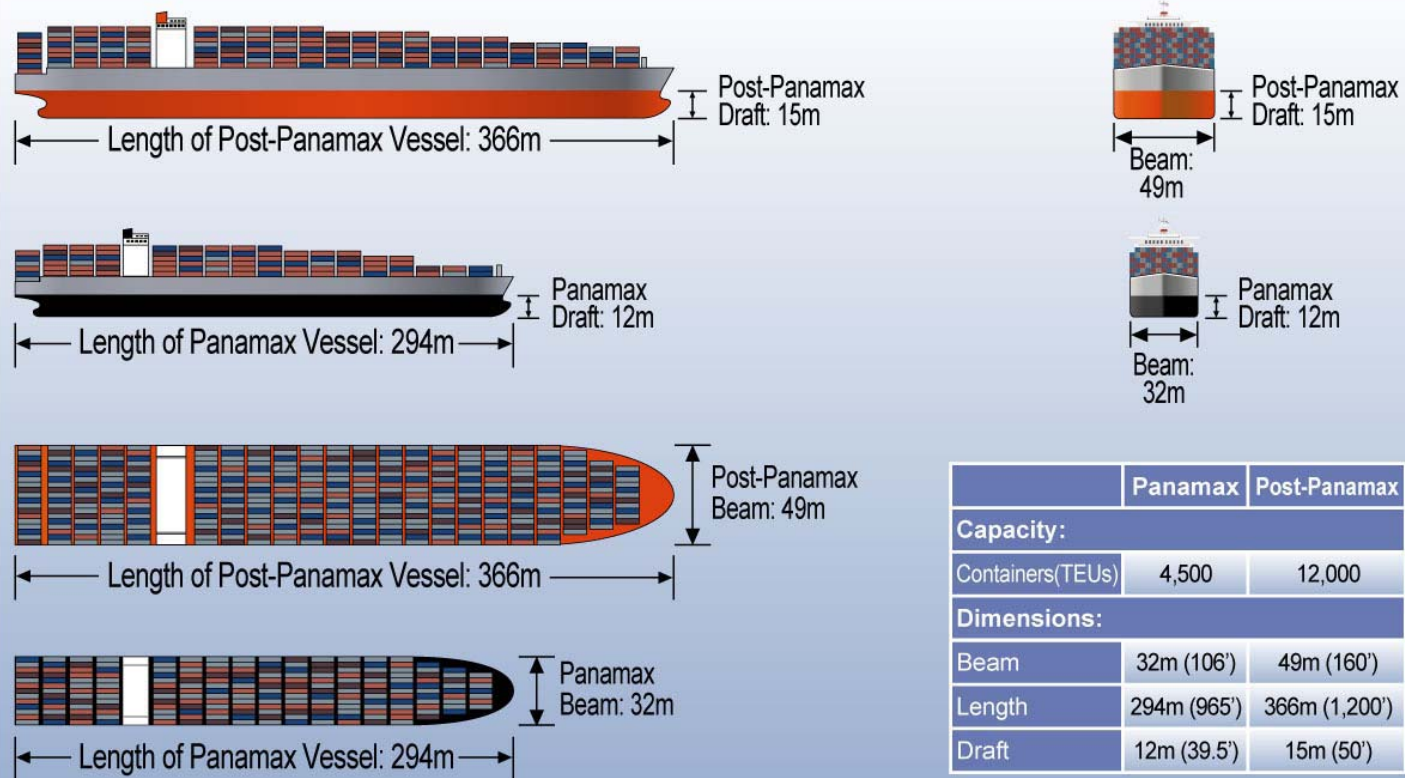 Post-Panamax
Draft: 15m
Length of Post-Panamax Vessel: 366m
Post-Panamax
Draft: 15m
Beam:
49m
Panamax
Draft: 12m
Length of Panamax Vessel: 294m
Panamax
Draft: 12m
Beam:
32m
Post-Panamax
Beam: 49m
Length of Post-Panamax Vessel: 366m
Panamax
Beam: 32m
Length of Panamax Vessel: 294m
Panamax Post-Panamax
Capacity:
Containers(TEUs) 4,500 12,000
Dimensions:
Beam 32m (106') 49m (160')
Length 294m (965') 366m (1,200')
Draft 12m (39.5') 15m (50')